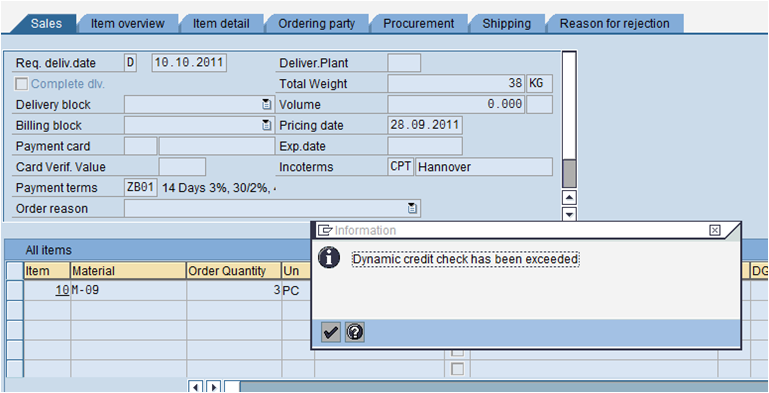 Sales Item overview Item detail Ordering party Procurement Shipping Reason for rejection
Req. deliv.date D 10.10.2011 Deliver.Plant
Complete dlv. Total Weight 38 KG
Delivery block Volume 0.000
Billing block Pricing date 28.09.2011
Payment card Exp.date
Card Verif. Value Incoterms CPT Hannover
Payment terms ZB01 14 Days 3%, 30/2%,
Order reason
Information
Dynamic credit check has been exceeded
All items
Item Material Order Quantity Un DG
10 M-09 3 PC